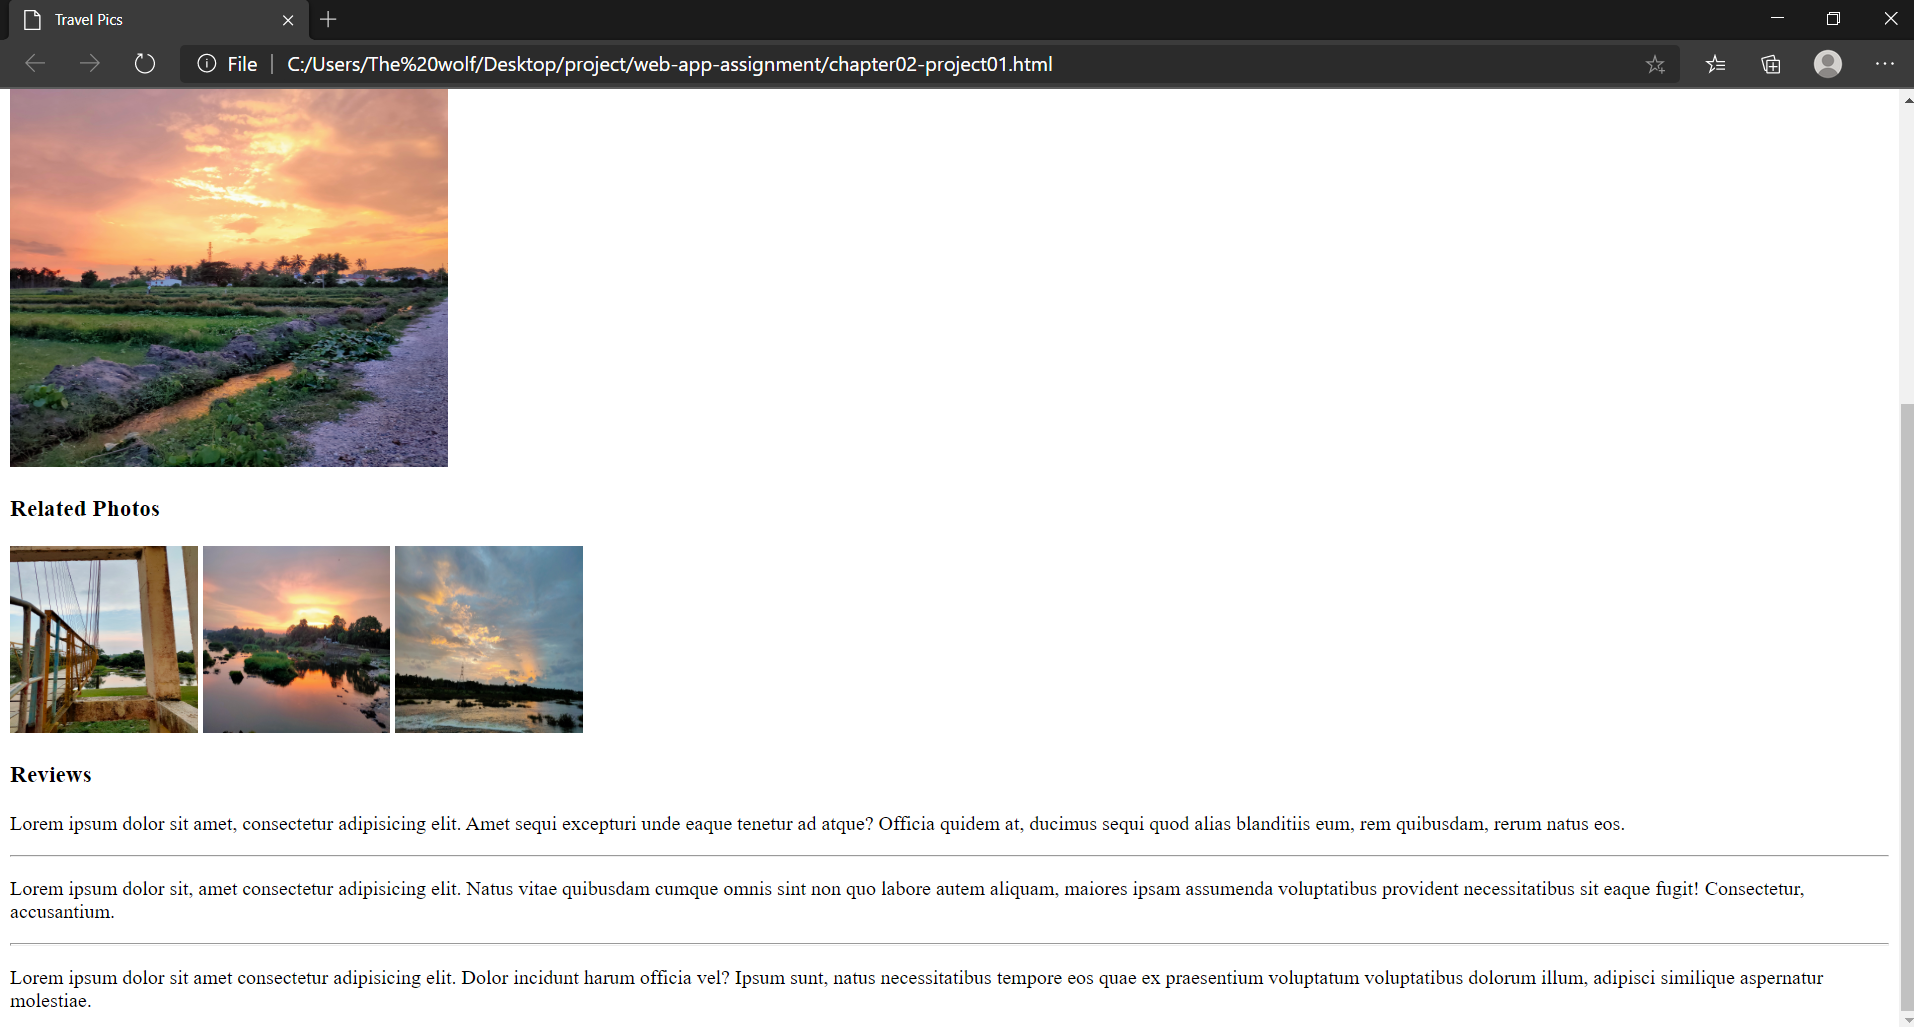 Travel Pics
File
C:/Users/The%20wolf/Desktop/project/web-app-assignment/chapter02-project01.html
Related Photos
Reviews
Lorem ipsum dolor sit amet, consectetur adipisicing elit. Amet sequi excepturi unde eaque tenetur ad atque? Officia quidem at, ducimus sequi quod alias blanditiis eum, rem quibusdam, rerum natus eos.
Lorem ipsum dolor sit, amet consectetur adipisicing elit. Natus vitae quibusdam cumque omnis sint non quo labore autem aliquam, maiores ipsam assumenda voluptatibus provident necessitatibus sit eaque fugit! Consectetur,
accusantium.
Lorem ipsum dolor sit amet consectetur adipisicing elit. Dolor incidunt harum officia vel? Ipsum sunt, natus necessitatibus tempore eos quae ex praesentium voluptatum voluptatibus dolorum illum, adipisci similique aspernatur
molestiae.